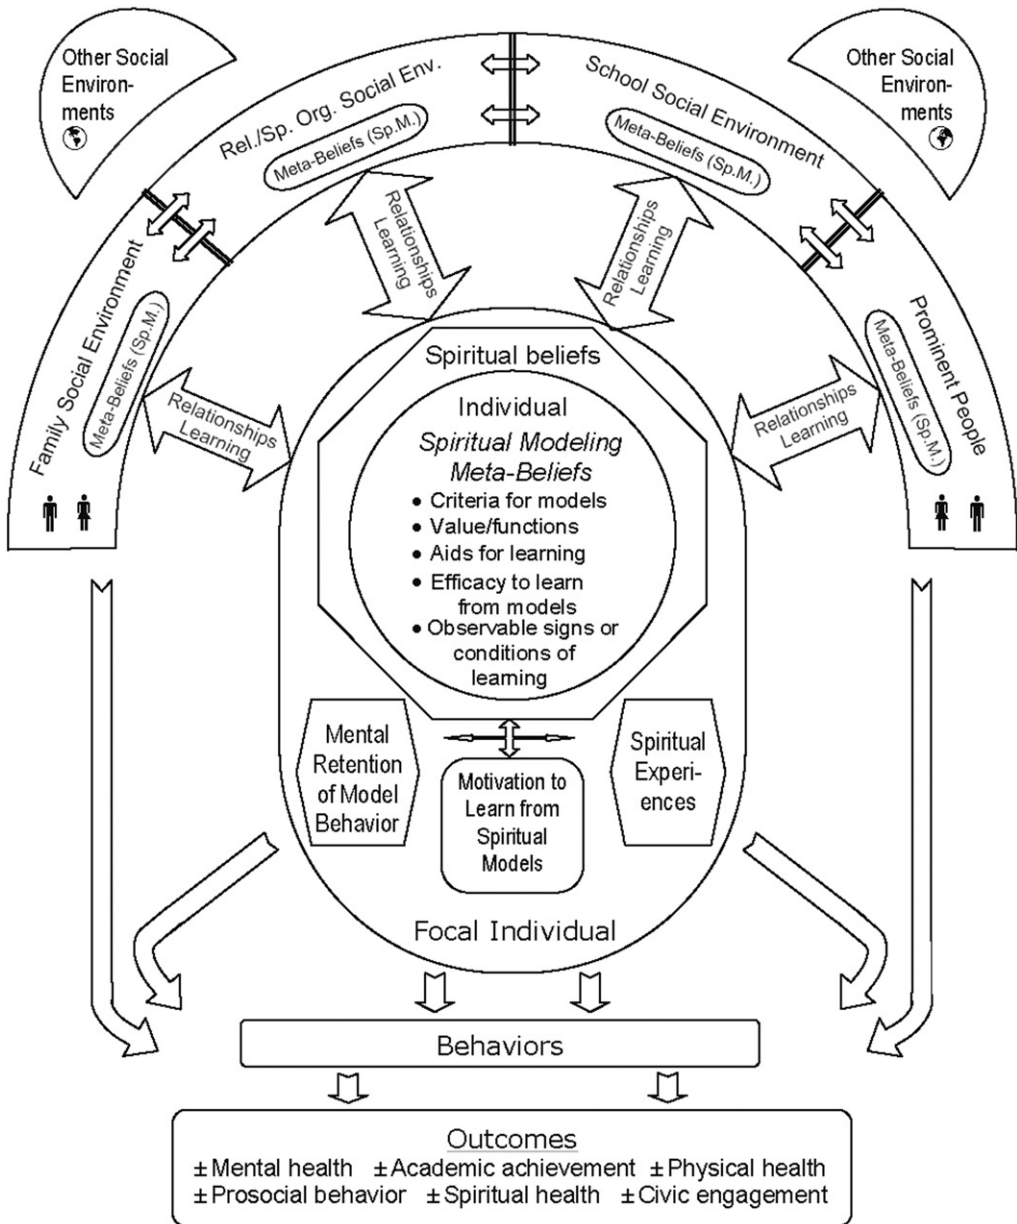 Other Social
Environ-
ments
Rel./Sp. Org. Social Env.
Meta-Beliefs (Sp.M.)
School Social Environment
Meta-Beliefs (Sp.M.)
Other Social
Environ-
ments
Family Social Environment
Meta-Beliefs (Sp.M.)
Prominent People
Meta-Beliefs (Sp.M.)
Relationships
Learning
Relationships
Learning
Relationships
Learning
Relationships
Learning
Spiritual beliefs
Individual
Spiritual Modeling
Meta-Beliefs
• Criteria for models
• Value/functions
• Aids for learning
• Efficacy to learn
from models
• Observable signs or
conditions of
learning
Mental
Retention
of Model
Behavior
Motivation to
Learn from
Spiritual
Models
Spiritual
Experi-
ences
Focal Individual
Behaviors
Outcomes
±Mental health ±Academic achievement ±Physical health
±Prosocial behavior ±Spiritual health ±Civic engagement